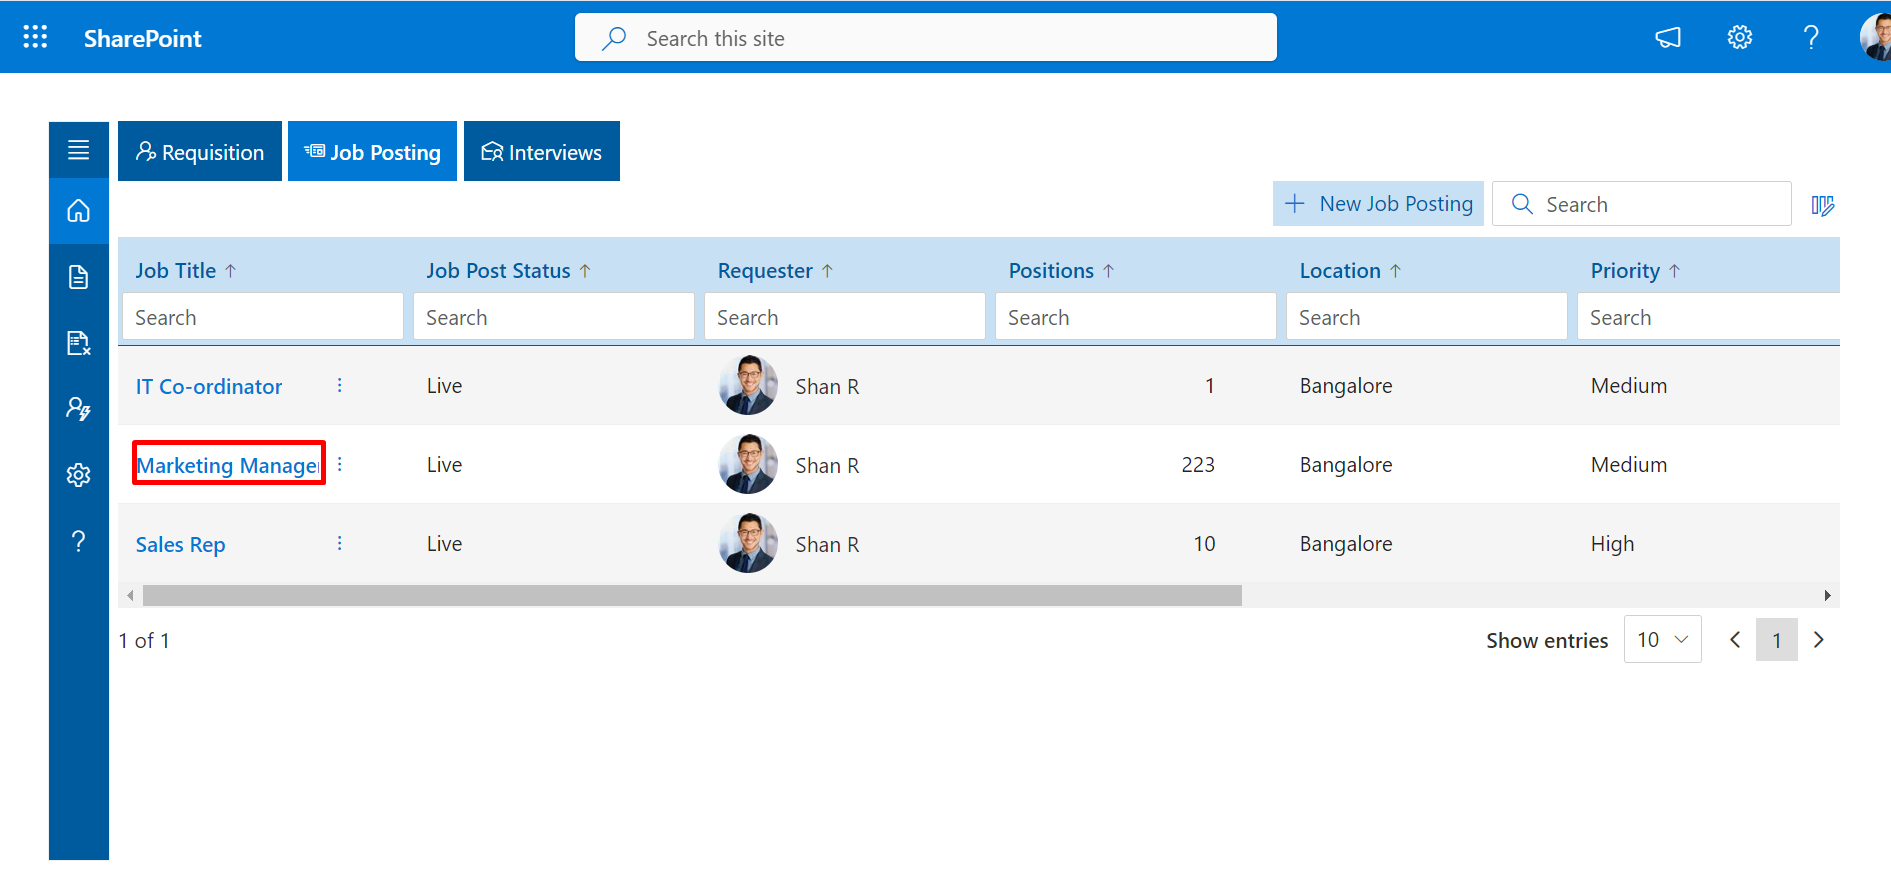 SharePoint
Search this site
Requisition
Job Posting
Interviews
New Job Posting
Search
Job Title Job Post Status Requester Positions Location Priority
Search Search Search Search Search Search
IT Co-ordinator Live Shan R 1 Bangalore Medium
Marketing Manager Live Shan R 223 Bangalore Medium
Sales Rep Live Shan R 10 Bangalore High
1 of 1
Show entries 10 1